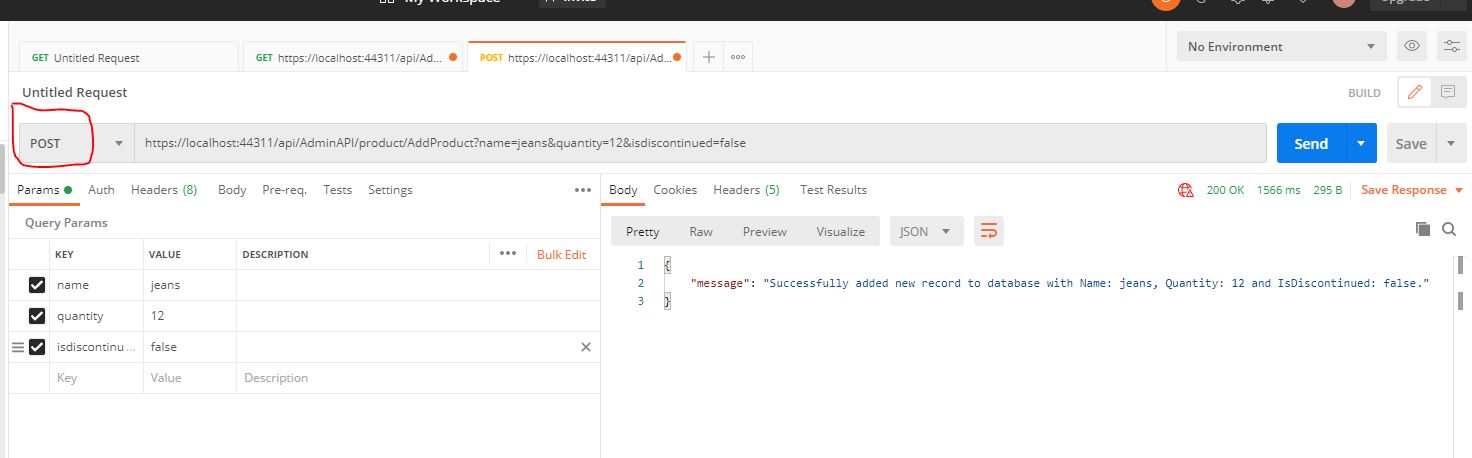 My Workspace Invite Upgrade
GET Untitled Request GET https://localhost:44311/api/Ad... POST https://localhost:44311/api/Ad... No Environment
Untitled Request BUILD
POST https://localhost:44311/api/AdminAPI/product/AddProduct?name=jeans&quantity=12&isdiscontinued=false Send Save
Params Auth Headers (8) Body Pre-req. Tests Settings Body Cookies Headers (5) Test Results 200 OK 1566 ms 295 B Save Response
Query Params Pretty Raw Preview Visualize JSON
KEY VALUE DESCRIPTION Bulk Edit
1 {
name jeans 2 "message": "Successfully added new record to database with Name: jeans, Quantity: 12 and IsDiscontinued: false."
3 }
quantity 12
isdiscontinu... false
Key Value Description